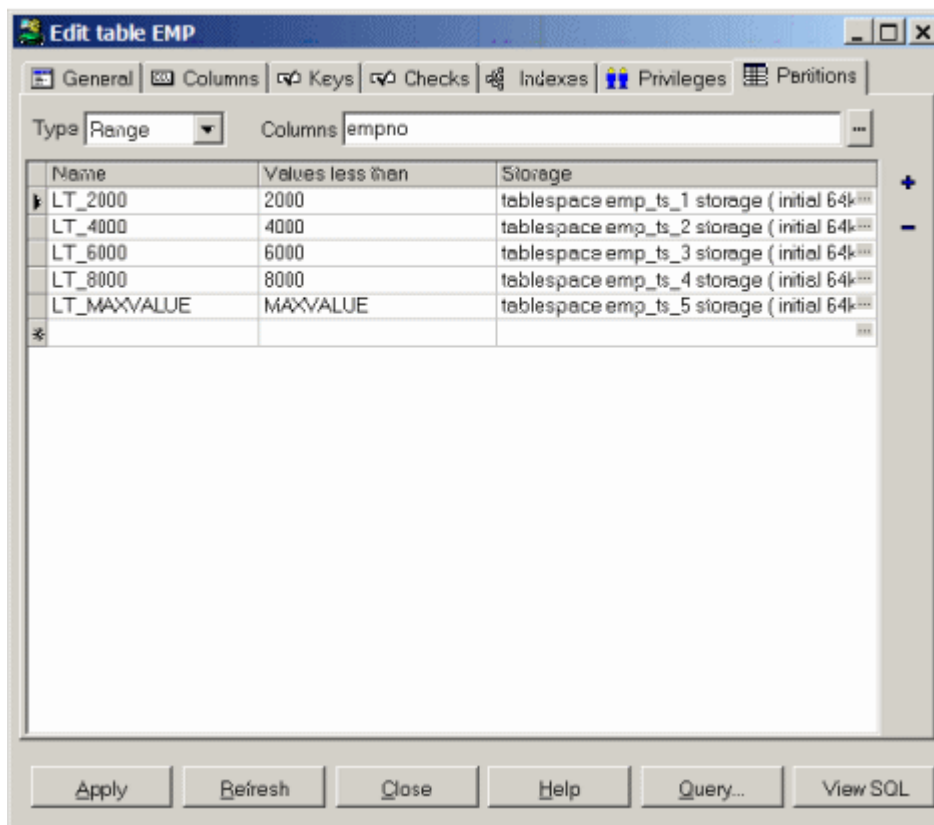 Edit table EMP
General Columns Keys Checks Indexes Privileges Partitions
Type Range Columns empno ...
Name Values less than Storage
LT_2000 2000 tablespace emp_ts_1 storage ( initial 64k ...
LT_4000 4000 tablespace emp_ts_2 storage ( initial 64k ...
LT_6000 6000 tablespace emp_ts_3 storage ( initial 64k ...
LT_8000 8000 tablespace emp_ts_4 storage ( initial 64k ...
LT_MAXVALUE MAXVALUE tablespace emp_ts_5 storage ( initial 64k ...
...
Apply Refresh Close Help Query... View SQL